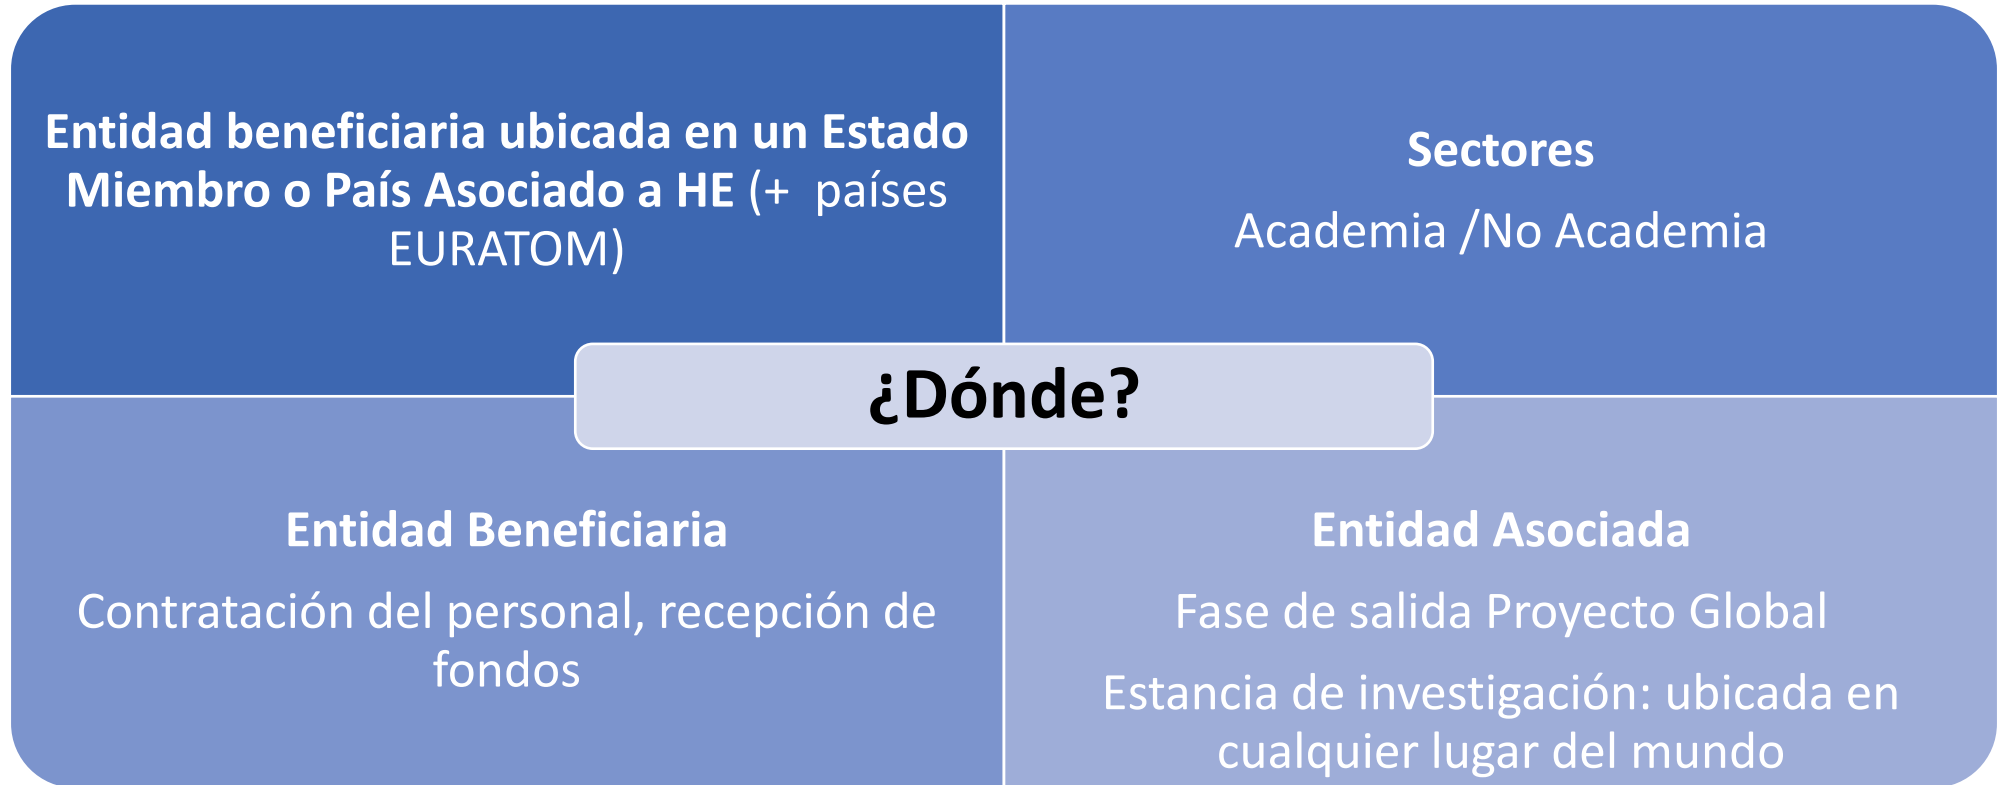 Entidad beneficiaria ubicada en un Estado
Miembro o País Asociado a HE (+  países
EURATOM)
Sectores
Academia /No Academia
¿Dónde?
Entidad Beneficiaria
Contratación del personal, recepción de
fondos
Entidad Asociada
Fase de salida Proyecto Global
Estancia de investigación: ubicada en
cualquier lugar del mundo